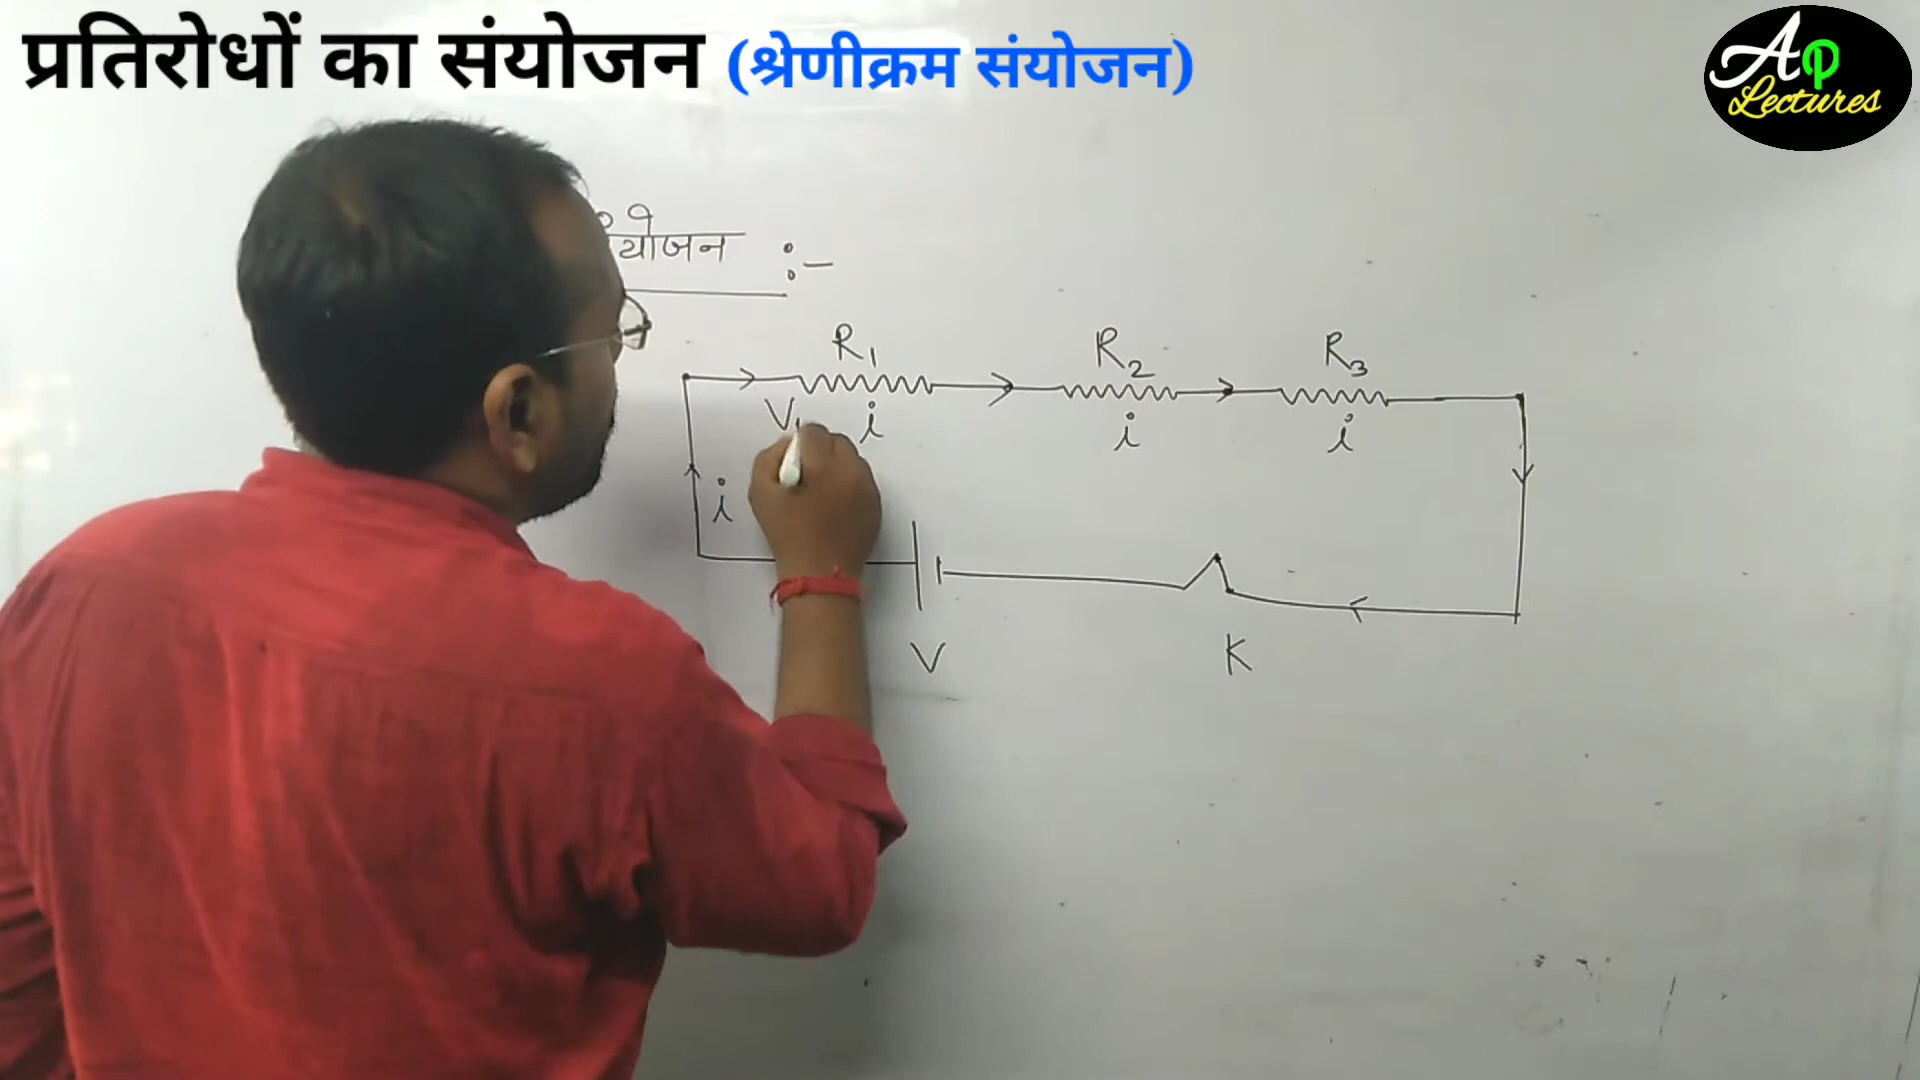 प्रतिरोधों का संयोजन (श्रेणीक्रम संयोजन)
Ap
Lectures
योजन :-
R₁ R₂ R₃
V₁ i i i
i
V K